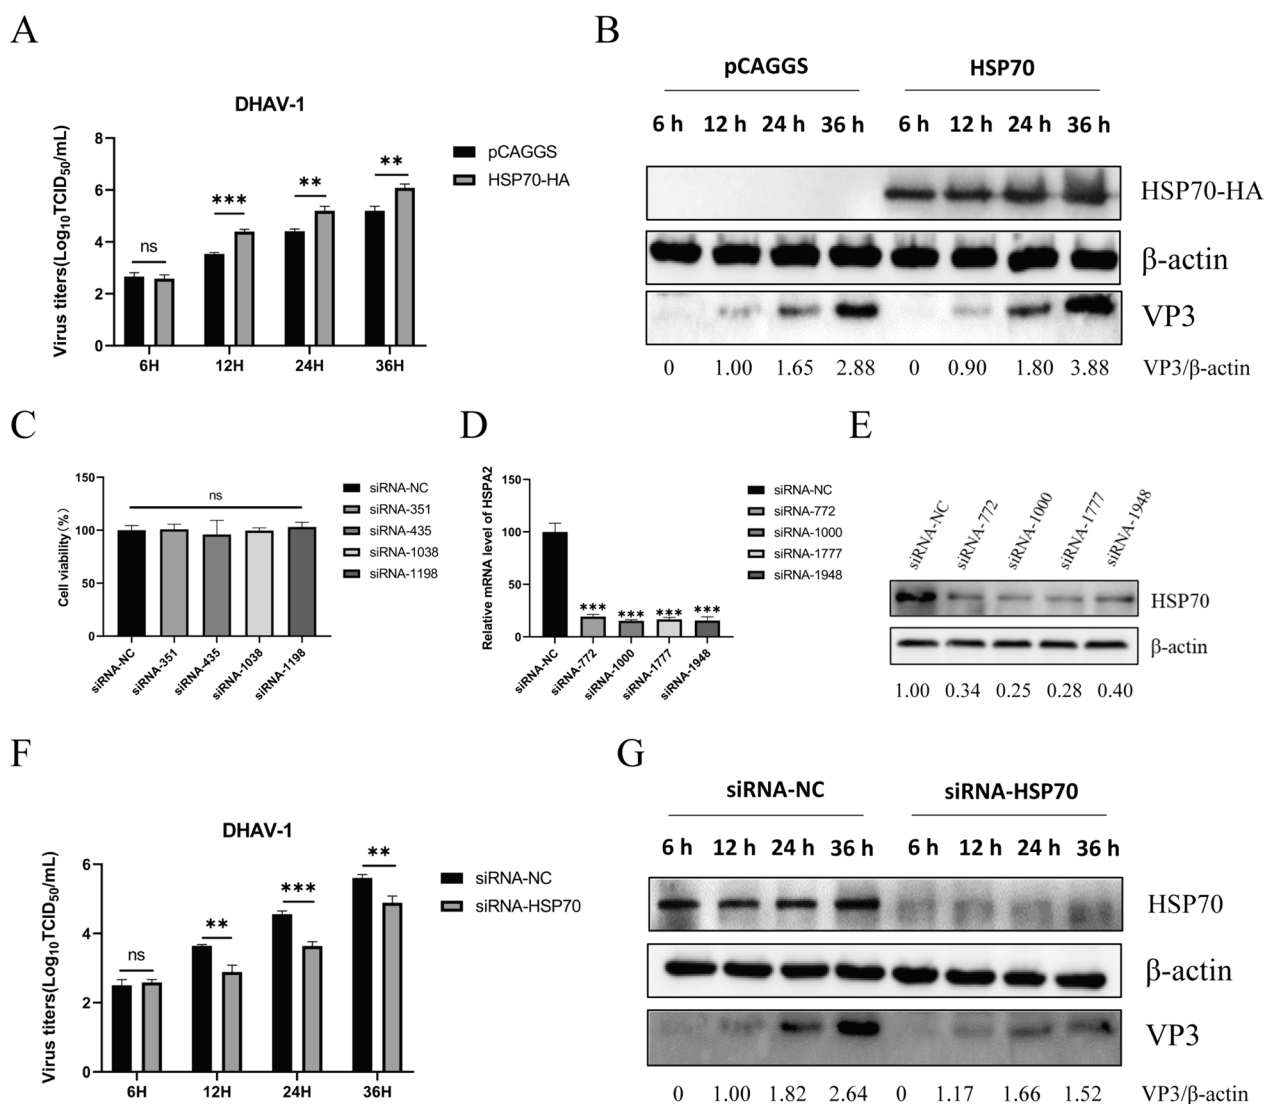 A
DHAV-1
Virus titers(Log10TCID50/mL)
8
6
4
2
0
ns
***
**
**
6H 12H 24H 36H
pCAGGS
HSP70-HA
B
pCAGGS HSP70
6 h 12 h 24 h 36 h 6 h 12 h 24 h 36 h
HSP70-HA
β-actin
VP3
0 1.00 1.65 2.88 0 0.90 1.80 3.88 VP3/β-actin
C
Cell viability(%)
150
100
50
0
ns
siRNA-NC siRNA-351 siRNA-435 siRNA-1038 siRNA-1198
siRNA-NC
siRNA-351
siRNA-435
siRNA-1038
siRNA-1198
D
Relative mRNA level of HSPA2
150
100
50
0
*** *** *** ***
siRNA-NC siRNA-772 siRNA-1000 siRNA-1777 siRNA-1948
siRNA-NC
siRNA-772
siRNA-1000
siRNA-1777
siRNA-1948
E
siRNA-NC siRNA-772 siRNA-1000 siRNA-1777 siRNA-1948
HSP70
β-actin
1.00 0.34 0.25 0.28 0.40
F
DHAV-1
Virus titers(Log10TCID50/mL)
6
4
2
0
ns
**
***
**
6H 12H 24H 36H
siRNA-NC
siRNA-HSP70
G
siRNA-NC siRNA-HSP70
6 h 12 h 24 h 36 h 6 h 12 h 24 h 36 h
HSP70
β-actin
VP3
0 1.00 1.82 2.64 0 1.17 1.66 1.52 VP3/β-actin